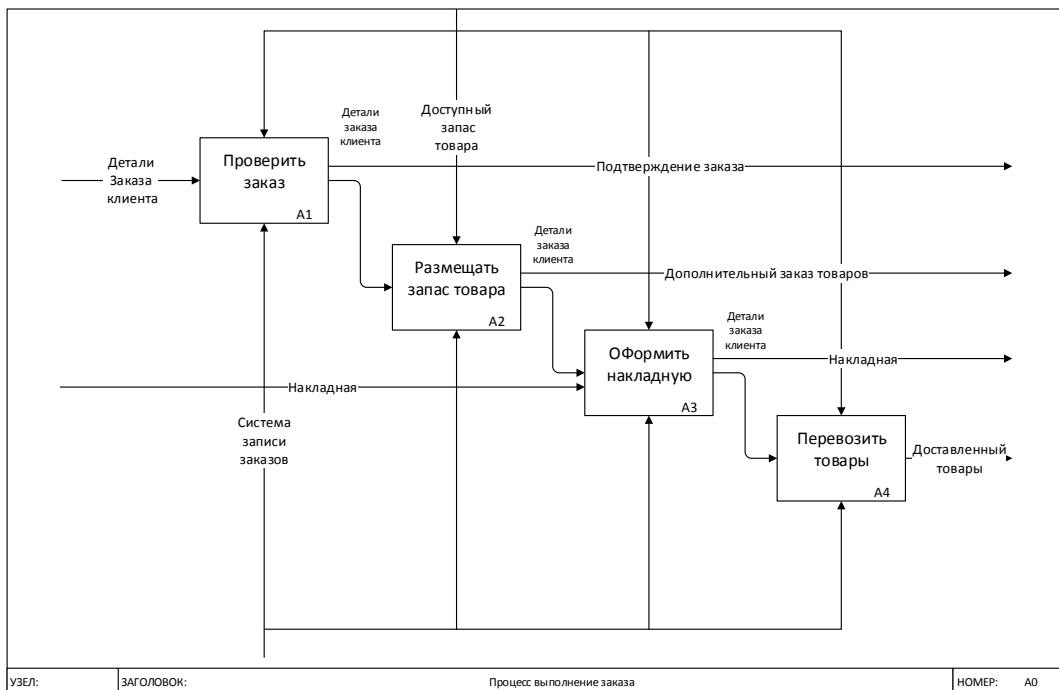 Детали
заказа
клиента
Доступный
запас
товара
Детали
Заказа
клиента
Проверить
заказ
A1
Подтверждение заказа
Детали
заказа
клиента
Размещать
запас товара
A2
Дополнительный заказ товаров
Детали
заказа
клиента
ОФормить
накладную
A3
Накладная
Накладная
Система
записи
заказов
Перевозить
товары
A4
Доставленный
товары
УЗЕЛ: ЗАГОЛОВОК: Процесс выполнение заказа НОМЕР: A0